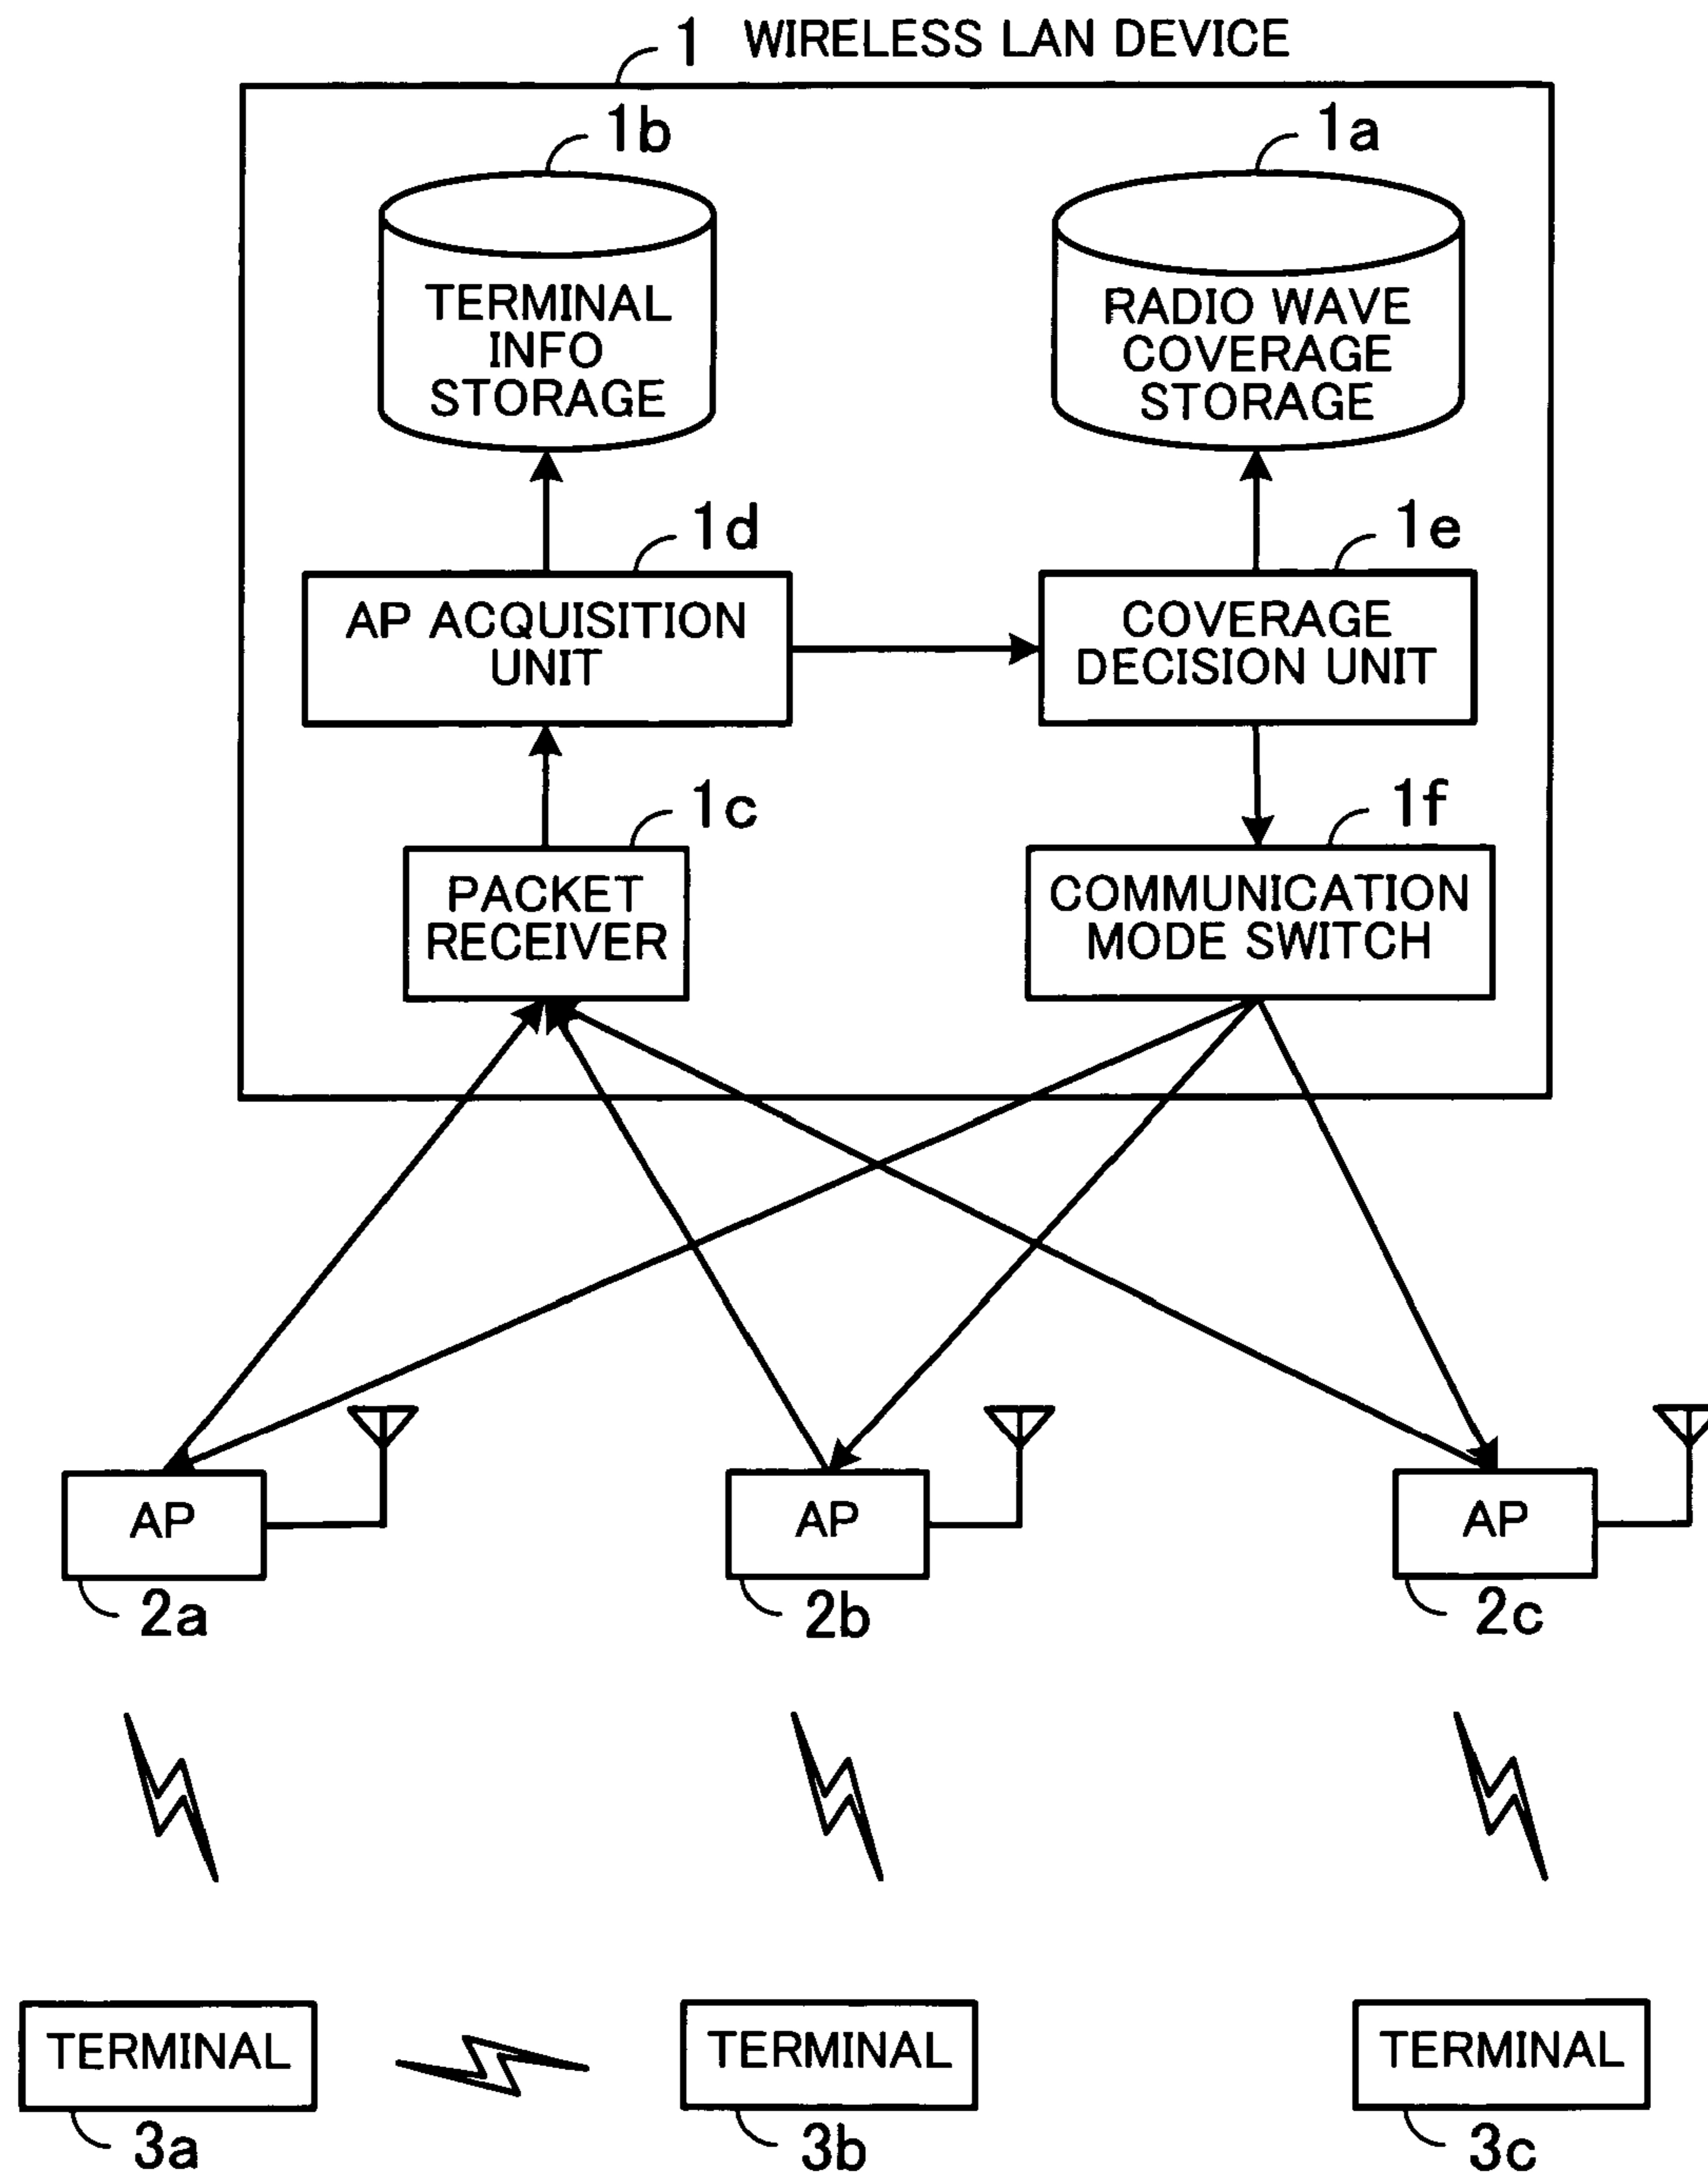 1 WIRELESS LAN DEVICE
1b
1a
TERMINAL
INFO
STORAGE
RADIO WAVE
COVERAGE
STORAGE
1d
1e
AP ACQUISITION
UNIT
COVERAGE
DECISION UNIT
1c
1f
PACKET
RECEIVER
COMMUNICATION
MODE SWITCH
AP
AP
AP
2a
2b
2c
TERMINAL
TERMINAL
TERMINAL
3a
3b
3c